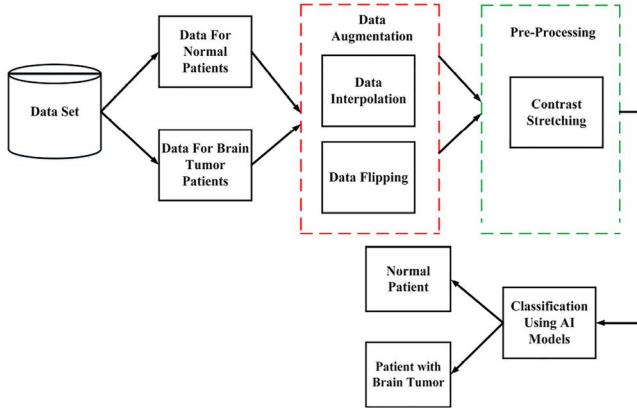 Data Set
Data For
Normal
Patients
Data For Brain
Tumor
Patients
Data
Augmentation
Data
Interpolation
Data Flipping
Pre-Processing
Contrast
Stretching
Classification
Using AI
Models
Normal
Patient
Patient with
Brain Tumor